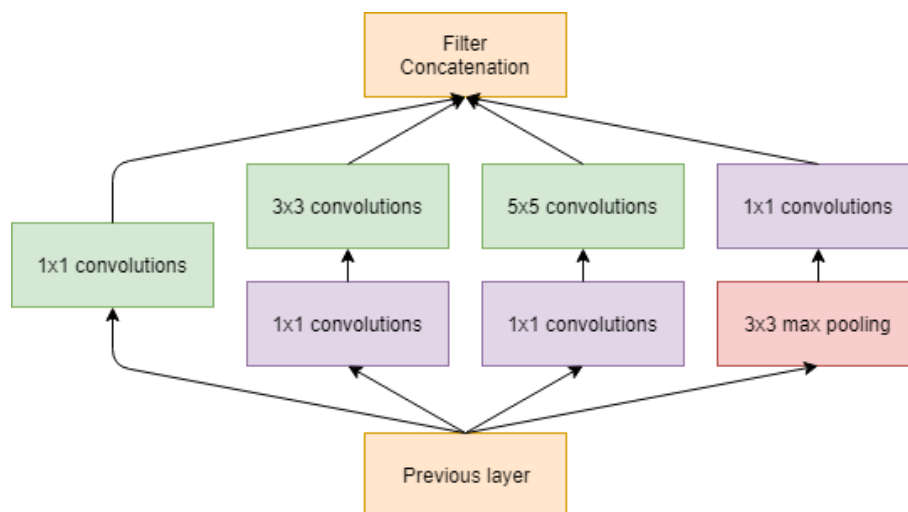 Filter
Concatenation
3x3 convolutions
5x5 convolutions
1x1 convolutions
1x1 convolutions
1x1 convolutions
1x1 convolutions
3x3 max pooling
Previous layer